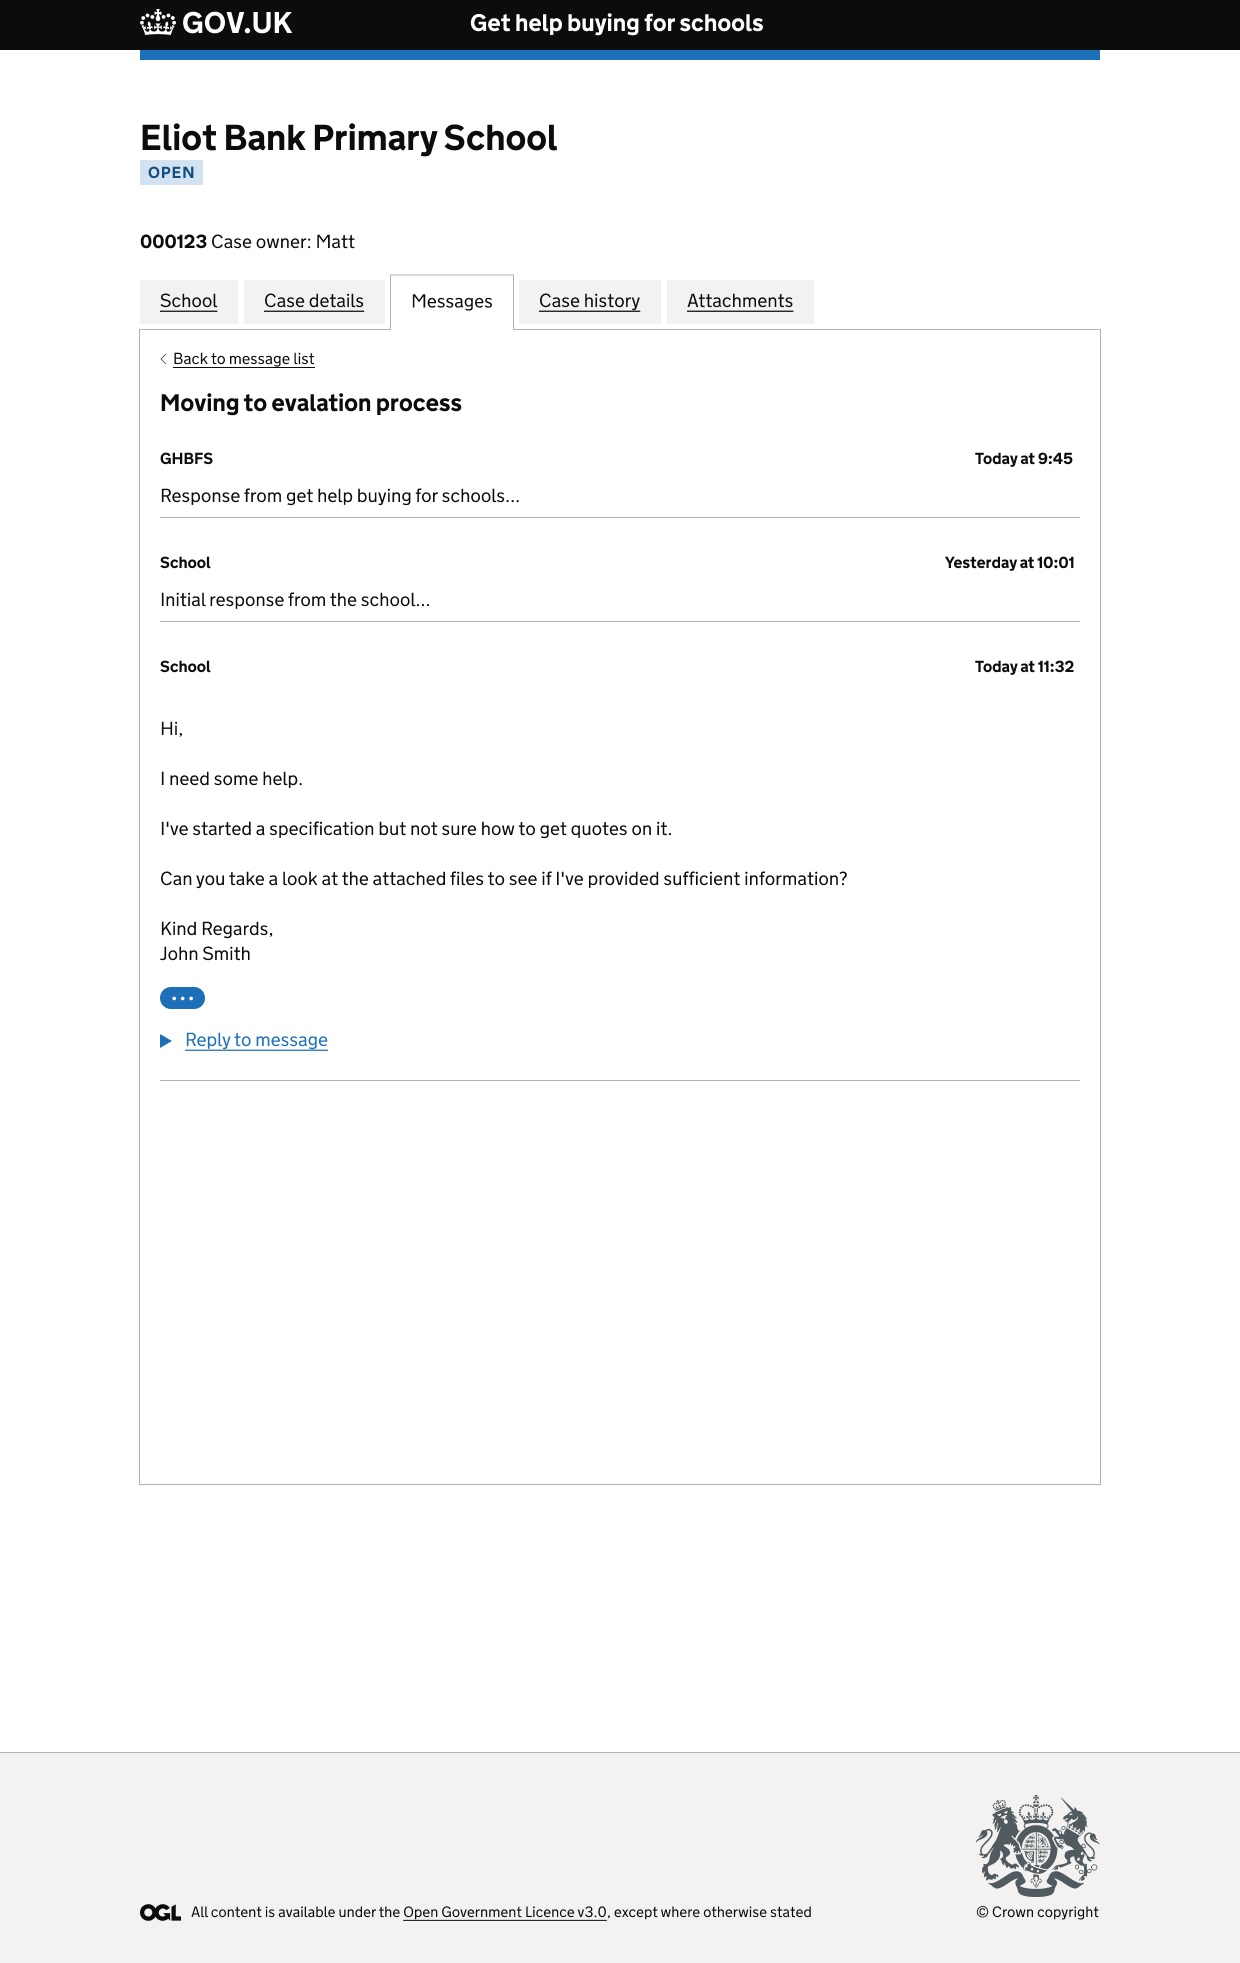 GOV.UK
Get help buying for schools
Eliot Bank Primary School
OPEN
000123 Case owner: Matt
School
Case details
Messages
Case history
Attachments
Back to message list
Moving to evalation process
GHBFS
Today at 9:45
Response from get help buying for schools...
School
Yesterday at 10:01
Initial response from the school...
School
Today at 11:32
Hi,
I need some help.
I've started a specification but not sure how to get quotes on it.
Can you take a look at the attached files to see if I've provided sufficient information?
Kind Regards,
John Smith
Reply to message
OGL All content is available under the Open Government Licence v3.0, except where otherwise stated
© Crown copyright